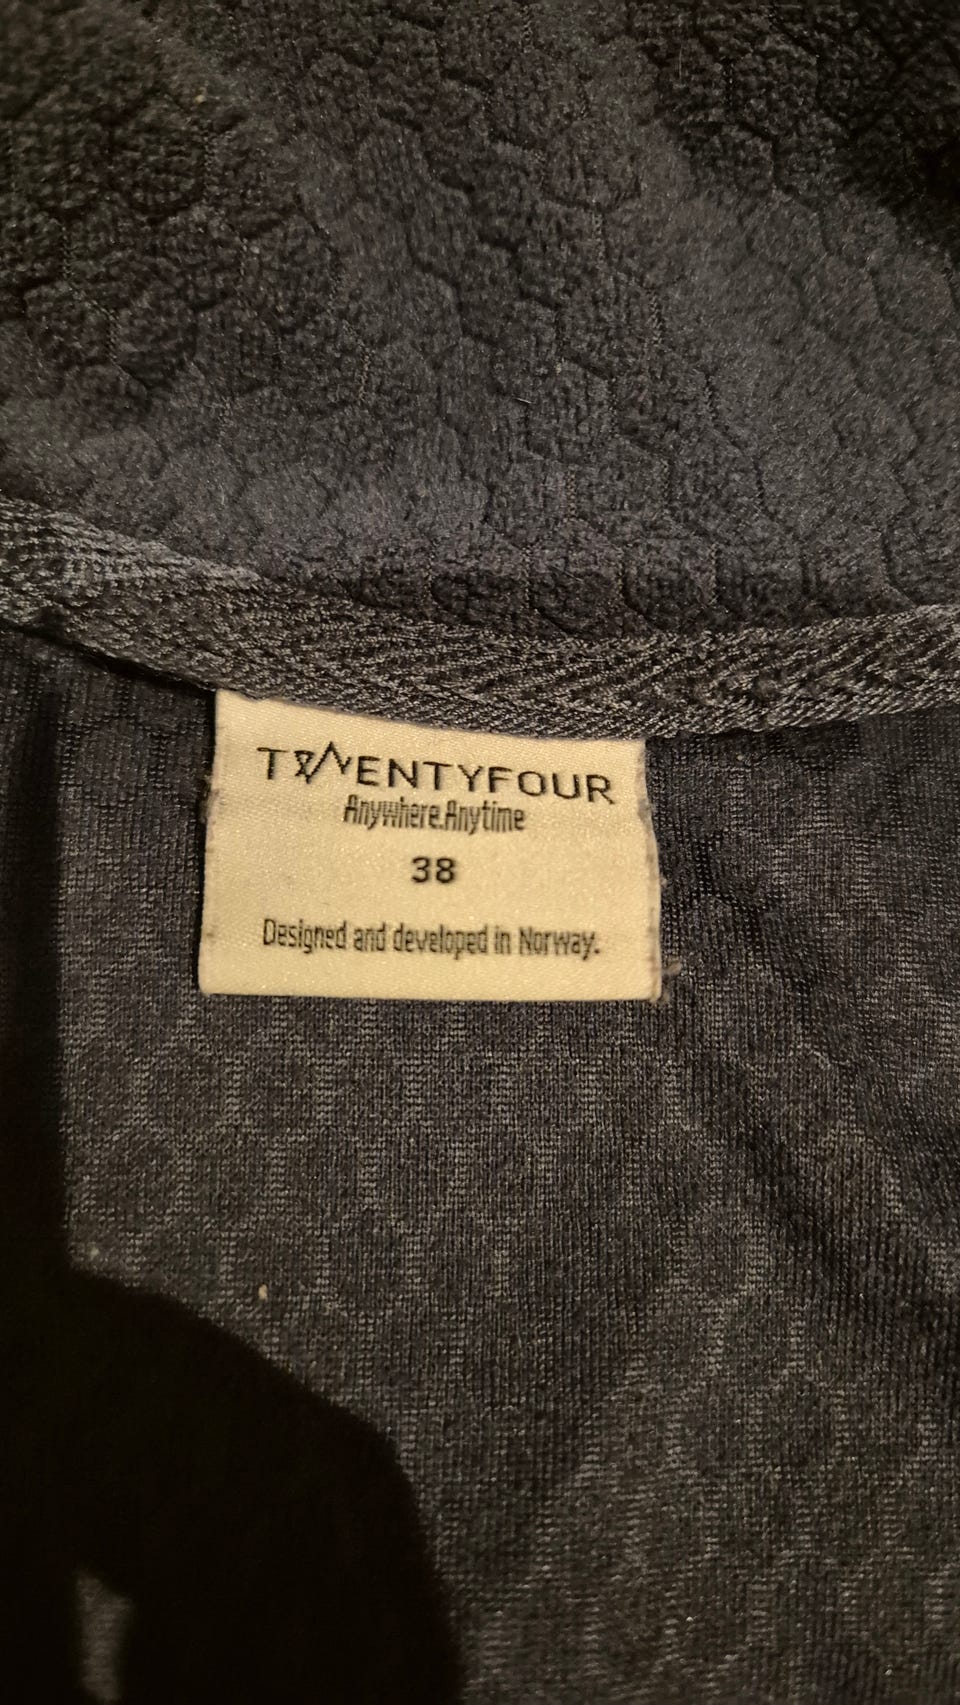 TWENTYFOUR
Anywhere.Anytime
38
Designed and developed in Norway.